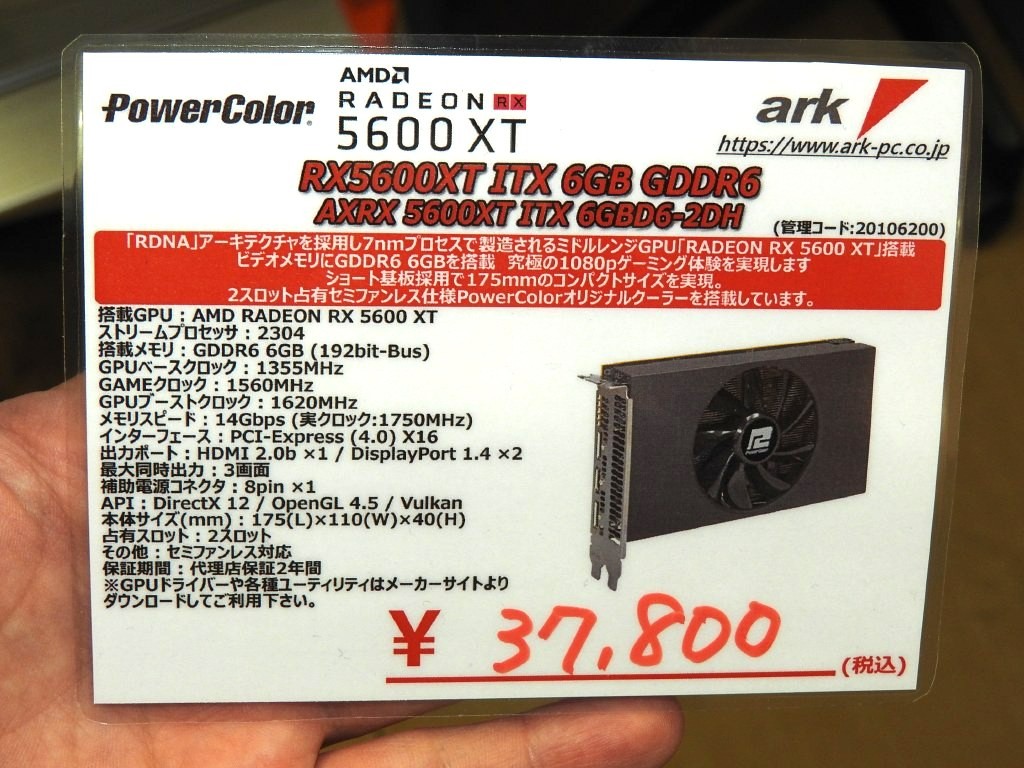 PowerColor
AMD
RADEON RX
5600 XT
ark
https://www.ark-pc.co.jp
RX5600XT ITX 6GB GDDR6
AXRX 5600XT ITX 6GBD6-2DH
(管理コード:20106200)
「RDNA」アーキテクチャを採用し7nmプロセスで製造されるミドルレンジGPU「RADEON RX 5600 XT」搭載
ビデオメモリにGDDR6 6GBを搭載 究極の1080pゲーミング体験を実現します
ショート基板採用で175mmのコンパクトサイズを実現。
2スロット占有セミファンレス仕様PowerColorオリジナルクーラーを搭載しています。
搭載GPU : AMD RADEON RX 5600 XT
ストリームプロセッサ : 2304
搭載メモリ : GDDR6 6GB (192bit-Bus)
GPUベースクロック : 1355MHz
GAMEクロック : 1560MHz
GPUブーストクロック : 1620MHz
メモリスピード : 14Gbps (実クロック:1750MHz)
インターフェース : PCI-Express (4.0) X16
出力ポート : HDMI 2.0b ×1 / DisplayPort 1.4 ×2
最大同時出力 : 3画面
補助電源コネクタ : 8pin ×1
API : DirectX 12 / OpenGL 4.5 / Vulkan
本体サイズ(mm) : 175(L)×110(W)×40(H)
占有スロット : 2スロット
その他 : セミファンレス対応
保証期間 : 代理店保証2年間
※GPUドライバーや各種ユーティリティはメーカーサイトより
ダウンロードしてご利用下さい。
¥ 37,800
(税込)